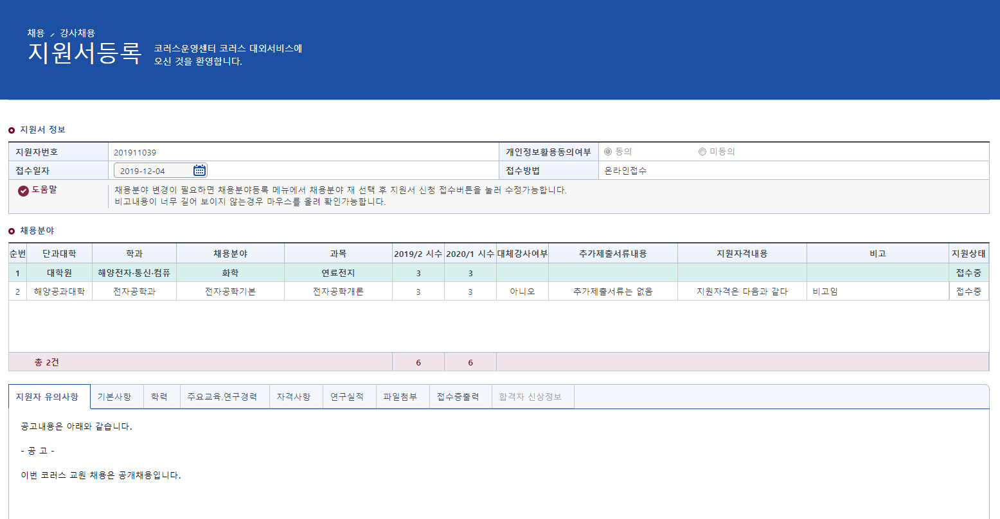 채용 / 강사채용
지원서등록 코러스운영센터 코러스 대외서비스에
오신 것을 환영합니다.
지원서 정보
지원자번호 201911039 개인정보활용동의여부 동의 미동의
접수일자 2019-12-04 접수방법 온라인접수
도움말 채용분야 변경이 필요하면 채용분야등록 메뉴에서 채용분야 재 선택 후 지원서 신청 접수버튼을 눌러 수정가능합니다.
비고내용이 너무 길어 보이지 않는경우 마우스를 올려 확인가능합니다.
채용분야
순번 단과대학 학과 채용분야 과목 2019/2 시수 2020/1 시수 대체강사여부 추가제출서류내용 지원자격내용 비고 지원상태
1 대학원 해양전자·통신·컴퓨 화학 연료전지 3 3 접수중
2 해양공과대학 전자공학과 전자공학기본 전자공학개론 3 3 아니오 추가제출서류는 없음 지원자격은 다음과 같다 비고임 접수중
총 2건 6 6
지원자 유의사항 기본사항 학력 주요교육.연구경력 자격사항 연구실적 파일첨부 접수증출력 합격자 신상정보
공고내용은 아래와 같습니다.
- 공 고 -
이번 코러스 교원 채용은 공개채용입니다.